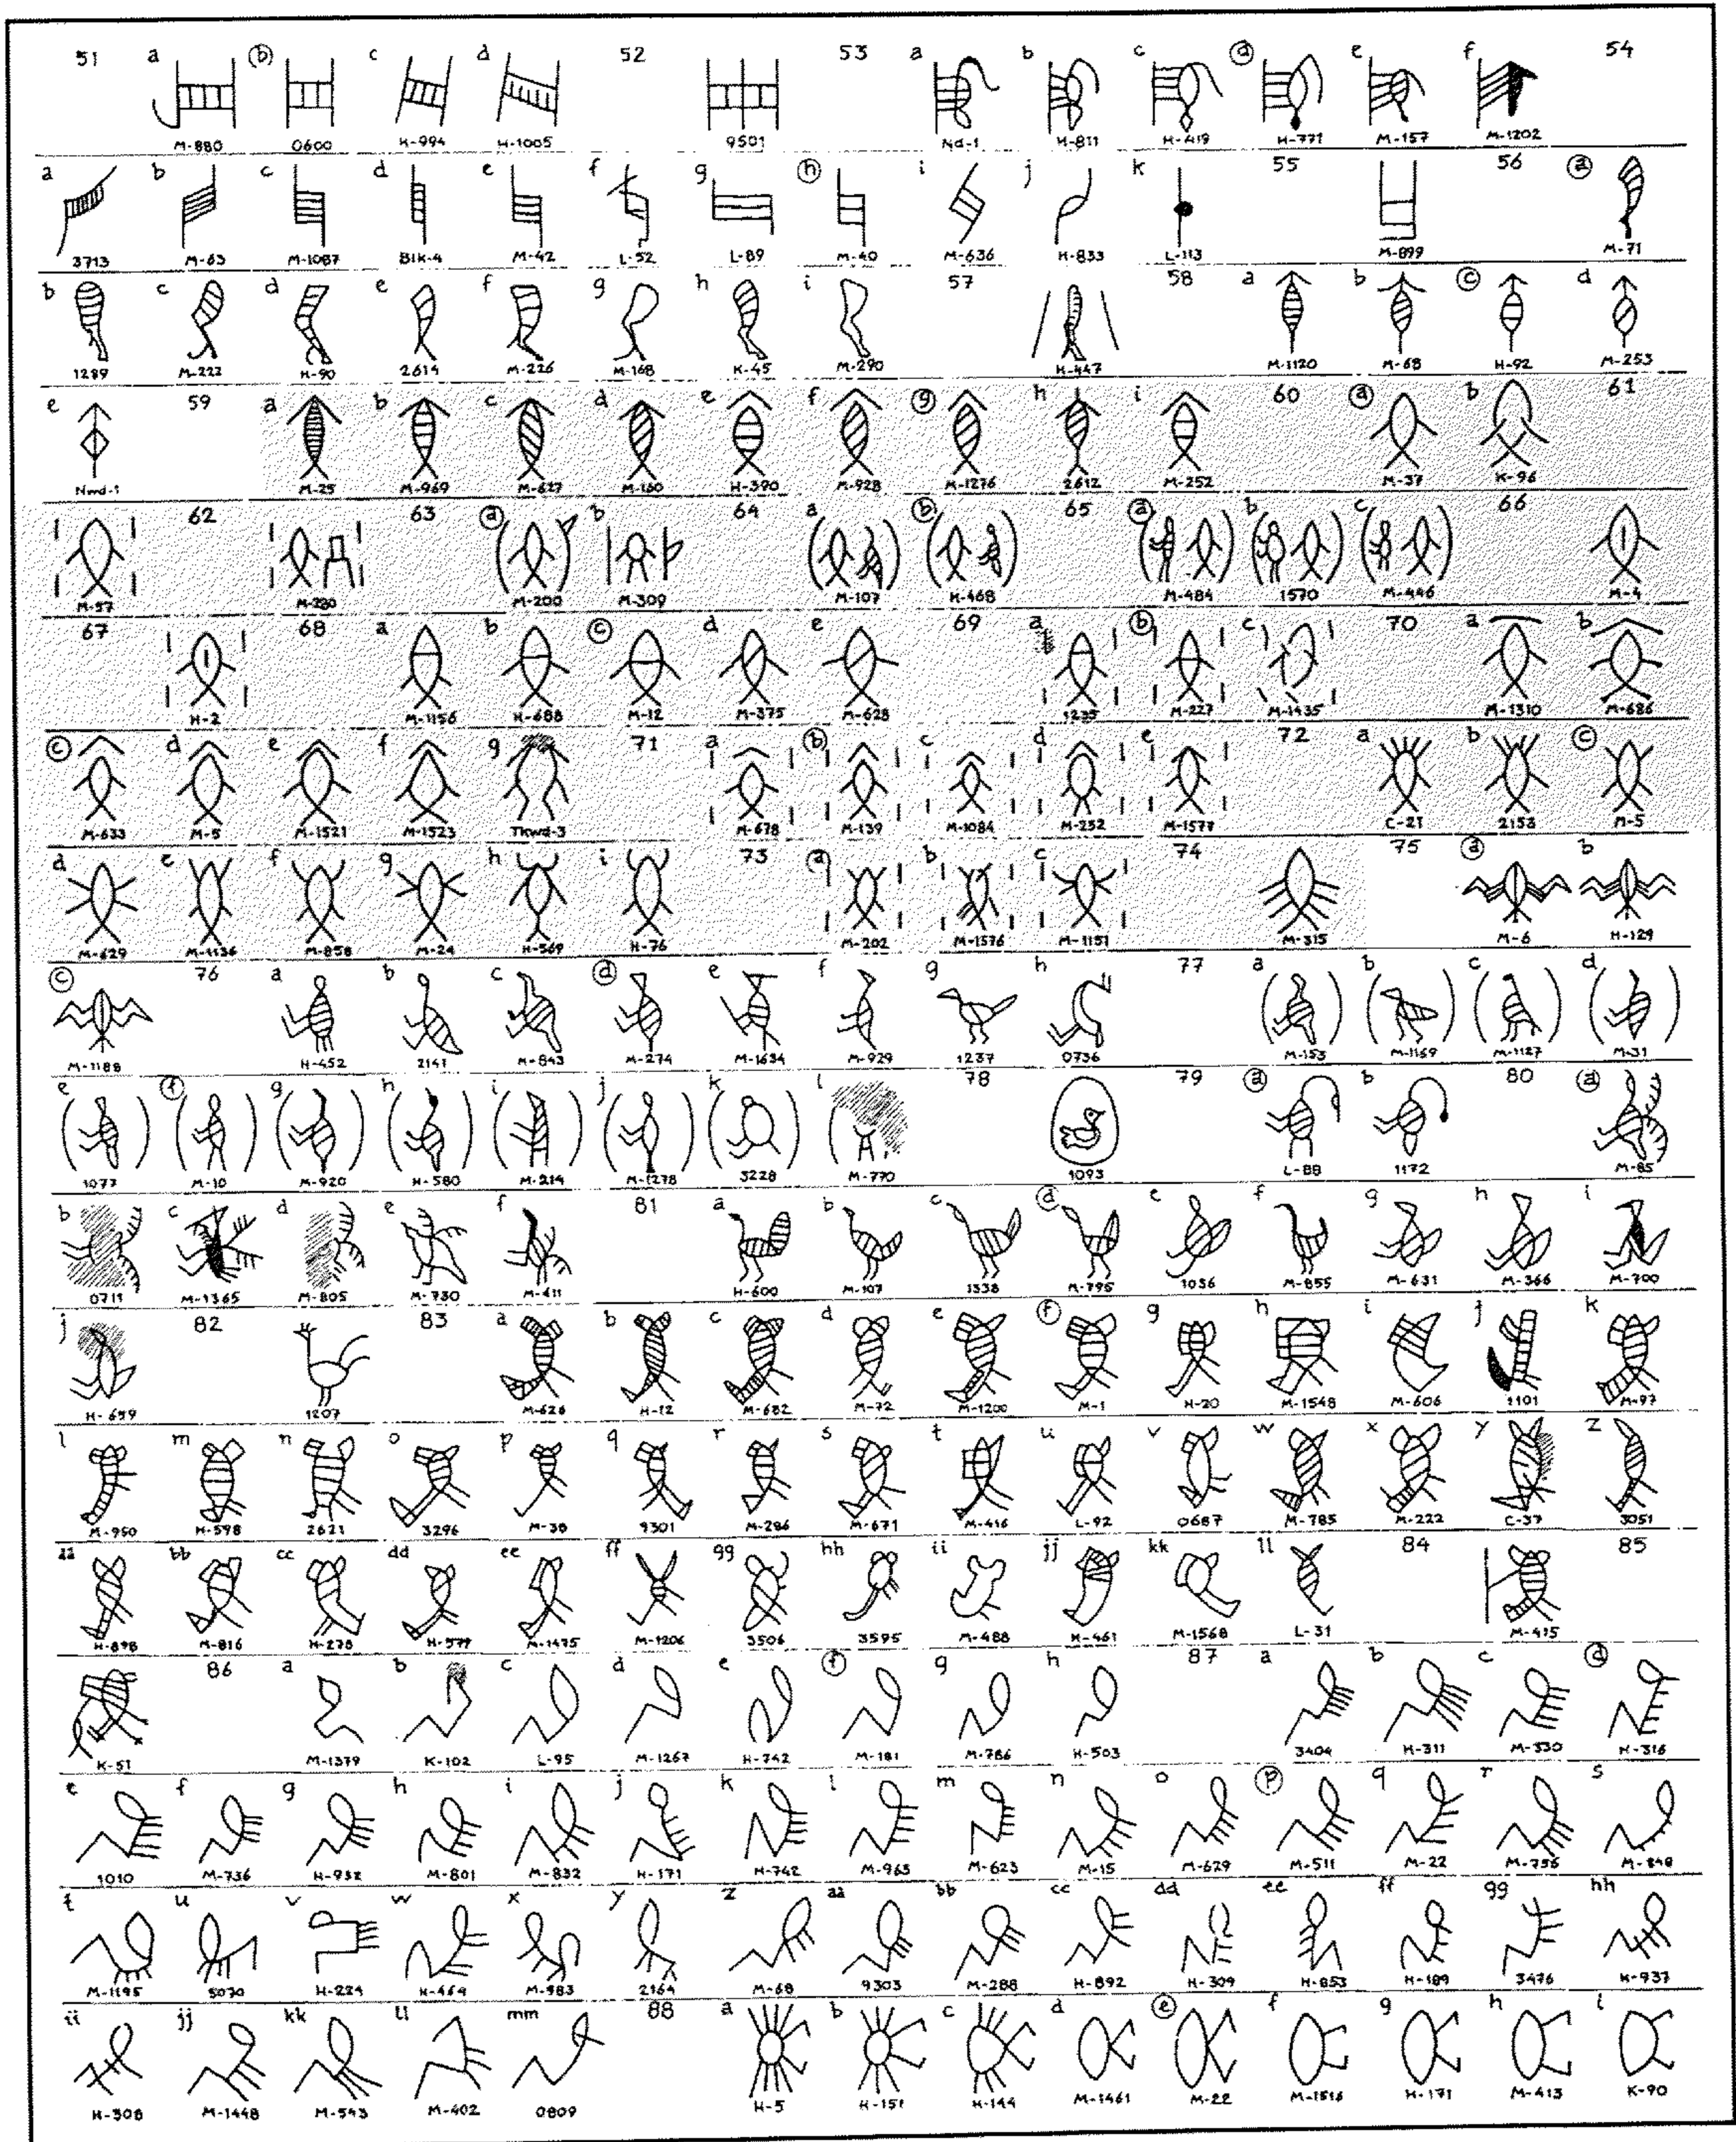 51 a ⓑ c d 52 53 a b c ⓓ e f 54
M-880 0600 H-994 H-1005 9501 Nd-1 H-811 H-419 H-771 M-157 M-1202
a b c d e f g ⓗ i j k 55 56 ⓐ
3713 M-63 M-1087 Blk-4 M-42 L-52 L-89 M-40 M-636 H-833 L-113 M-899 M-71
b c d e f g h i 57 58 a b ⓒ d
1289 M-222 H-90 2614 M-226 M-168 K-45 M-290 H-447 M-1120 M-68 H-92 M-253
e 59 a b c d e f ⓖ h i 60 ⓐ b 61
Nwd-1 M-25 M-969 M-627 M-160 H-390 M-928 M-1276 2612 M-252 M-37 K-96
62 63 ⓐ b 64 a ⓑ 65 ⓐ b c 66
M-57 M-280 M-200 M-309 M-107 H-468 M-484 1570 M-446 M-4
67 68 a b ⓒ d e 69 a ⓑ c 70 a b
H-2 M-1156 H-688 M-12 M-375 M-628 1235 M-227 M-1435 M-1310 M-686
ⓒ d e f g 71 a ⓑ c d e 72 a b ⓒ
M-633 M-5 M-1521 M-1523 Tkwd-3 M-678 M-139 M-1084 M-252 M-1577 C-21 2153 M-5
d e f g h i 73 ⓐ b c 74 75 ⓐ b
M-629 M-1136 M-858 M-24 H-569 H-76 M-202 M-1576 M-1151 M-315 M-6 H-129
ⓒ 76 a b c ⓓ e f g h 77 a b c d
M-1188 H-452 2141 M-843 M-274 M-1634 M-929 1237 0736 M-153 M-1169 M-1127 M-31
e ⓕ g h i j k l 78 79 ⓐ b 80 ⓐ
1077 M-10 M-920 H-580 M-214 M-1278 3228 M-770 1093 L-88 1172 M-85
b c d e f 81 a b c ⓓ e f g h i
0711 M-1365 M-805 M-730 M-411 H-600 M-107 1338 M-795 1036 M-855 M-631 M-366 M-700
j 82 83 a b c d e ⓕ g h i j k
H-659 1207 M-626 H-12 M-682 M-72 M-1200 M-1 H-20 M-1548 M-606 1101 M-97
l m n o p q r s t u v w x y z
M-950 H-598 2621 3296 M-38 9301 M-286 M-671 M-416 L-92 0687 M-785 M-222 C-37 3051
aa bb cc dd ee ff gg hh ii jj kk ll 84 85
H-898 M-816 H-278 H-577 M-1475 M-1206 3506 3595 M-488 H-461 M-1568 L-31 M-415
86 a b c d e ⓕ g h 87 a b c ⓓ
K-51 M-1379 K-102 L-95 M-1267 H-742 M-181 M-786 H-503 3404 H-311 M-330 H-316
e f g h i j k l m n o ⓟ q r s
1010 M-736 H-952 M-801 M-832 H-171 H-742 M-965 M-623 M-15 M-629 M-511 M-22 M-756 M-848
t u v w x y z aa bb cc dd ee ff gg hh
M-1195 5070 H-224 H-464 M-983 2164 M-68 9303 M-288 H-892 H-309 H-853 H-189 3476 K-937
ii jj kk ll mm 88 a b c d ⓔ f g h i
H-508 M-1448 M-543 M-402 0809 H-5 H-151 H-144 M-1461 M-22 M-1516 H-171 M-413 K-90